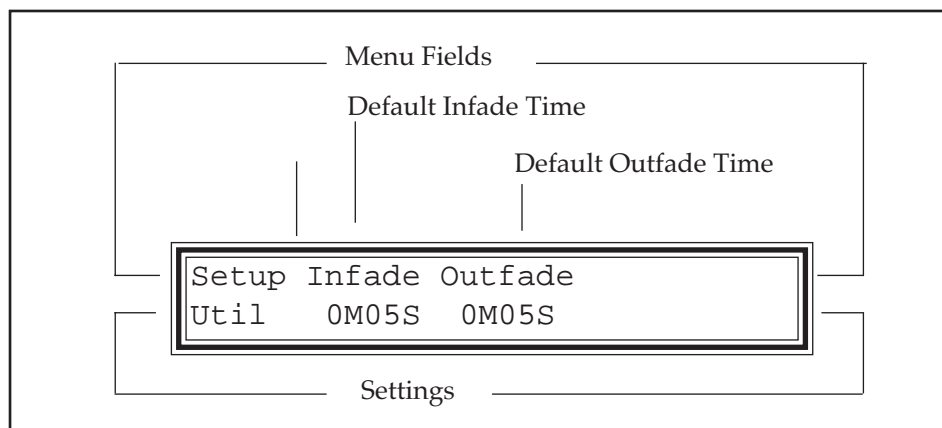 Menu Fields
Default Infade Time
Default Outfade Time
Setup Infade Outfade
Util 0M05S 0M05S
Settings